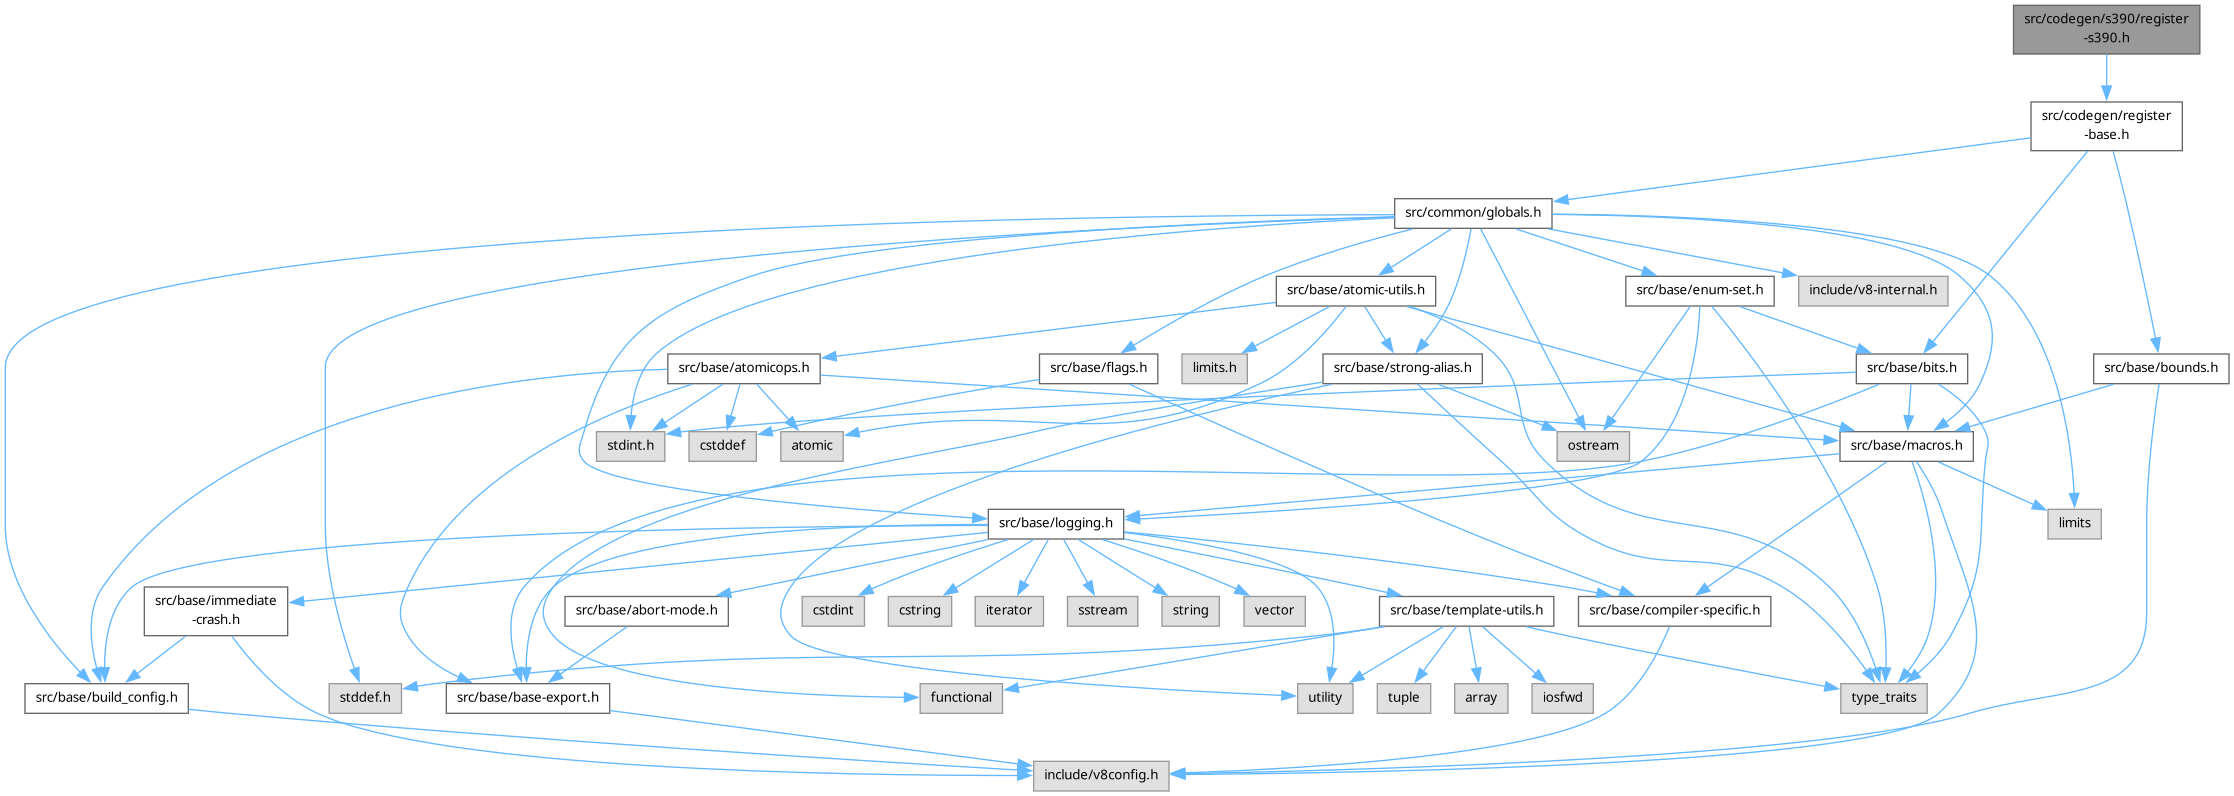 src/codegen/s390/register
-s390.h
src/codegen/register
-base.h
src/common/globals.h
src/base/atomic-utils.h
src/base/enum-set.h
include/v8-internal.h
src/base/atomicops.h
src/base/flags.h
limits.h
src/base/strong-alias.h
src/base/bits.h
src/base/bounds.h
stdint.h
cstddef
atomic
ostream
src/base/macros.h
src/base/logging.h
limits
src/base/immediate
-crash.h
src/base/abort-mode.h
cstdint
cstring
iterator
sstream
string
vector
src/base/template-utils.h
src/base/compiler-specific.h
src/base/build_config.h
stddef.h
src/base/base-export.h
functional
utility
tuple
array
iosfwd
type_traits
include/v8config.h